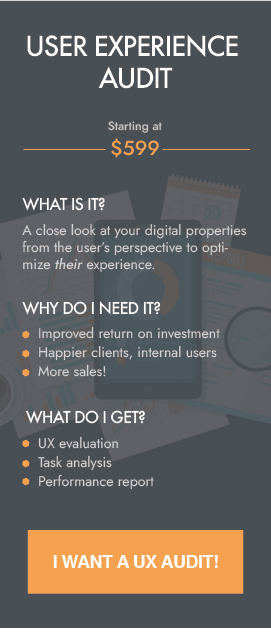 USER EXPERIENCE
AUDIT
Starting at
$599
WHAT IS IT?
A close look at your digital properties
from the user's perspective to opti-
mize their experience.
WHY DO I NEED IT?
Improved return on investment
Happier clients, internal users
More sales!
WHAT DO I GET?
UX evaluation
Task analysis
Performance report
I WANT A UX AUDIT!